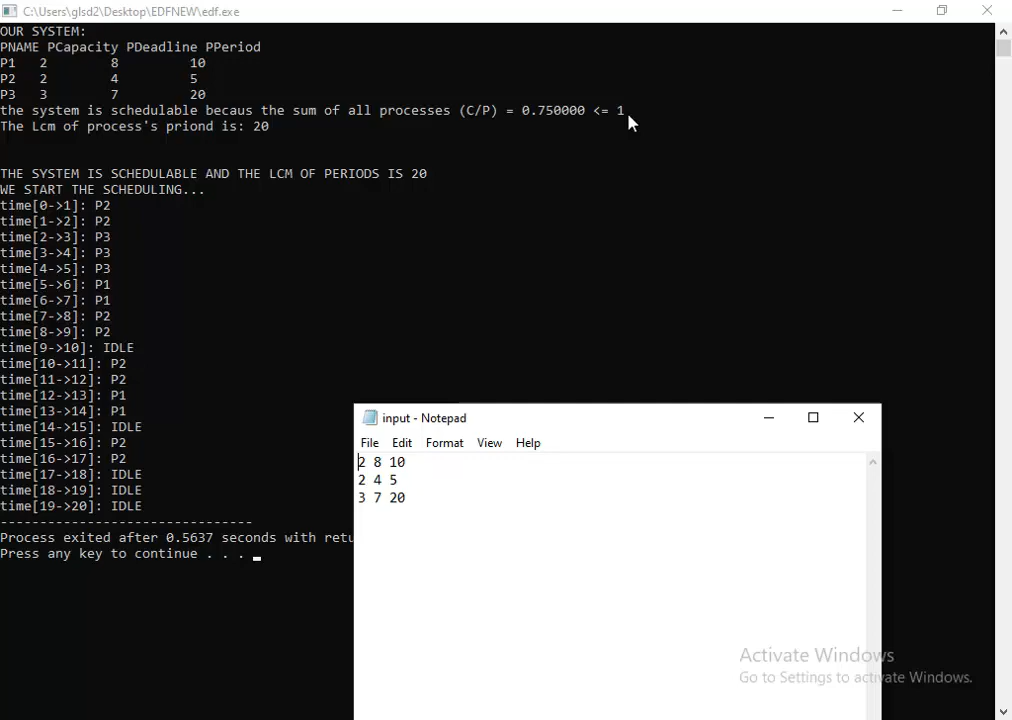 C:\Users\glsd2\Desktop\EDFNEW\edf.exe
OUR SYSTEM:
PNAME PCapacity PDeadline PPeriod
P1 2 8 10
P2 2 4 5
P3 3 7 20
the system is schedulable becaus the sum of all processes (C/P) = 0.750000 <= 1
The Lcm of process's priond is: 20
THE SYSTEM IS SCHEDULABLE AND THE LCM OF PERIODS IS 20
WE START THE SCHEDULING...
time[0->1]: P2
time[1->2]: P2
time[2->3]: P3
time[3->4]: P3
time[4->5]: P3
time[5->6]: P1
time[6->7]: P1
time[7->8]: P2
time[8->9]: P2
time[9->10]: IDLE
time[10->11]: P2
time[11->12]: P2
time[12->13]: P1
time[13->14]: P1
time[14->15]: IDLE
time[15->16]: P2
time[16->17]: P2
time[17->18]: IDLE
time[18->19]: IDLE
time[19->20]: IDLE
--------------------------------
Process exited after 0.5637 seconds with retu
Press any key to continue . . .
input - Notepad
File Edit Format View Help
2 8 10
2 4 5
3 7 20
Activate Windows
Go to Settings to activate Windows.